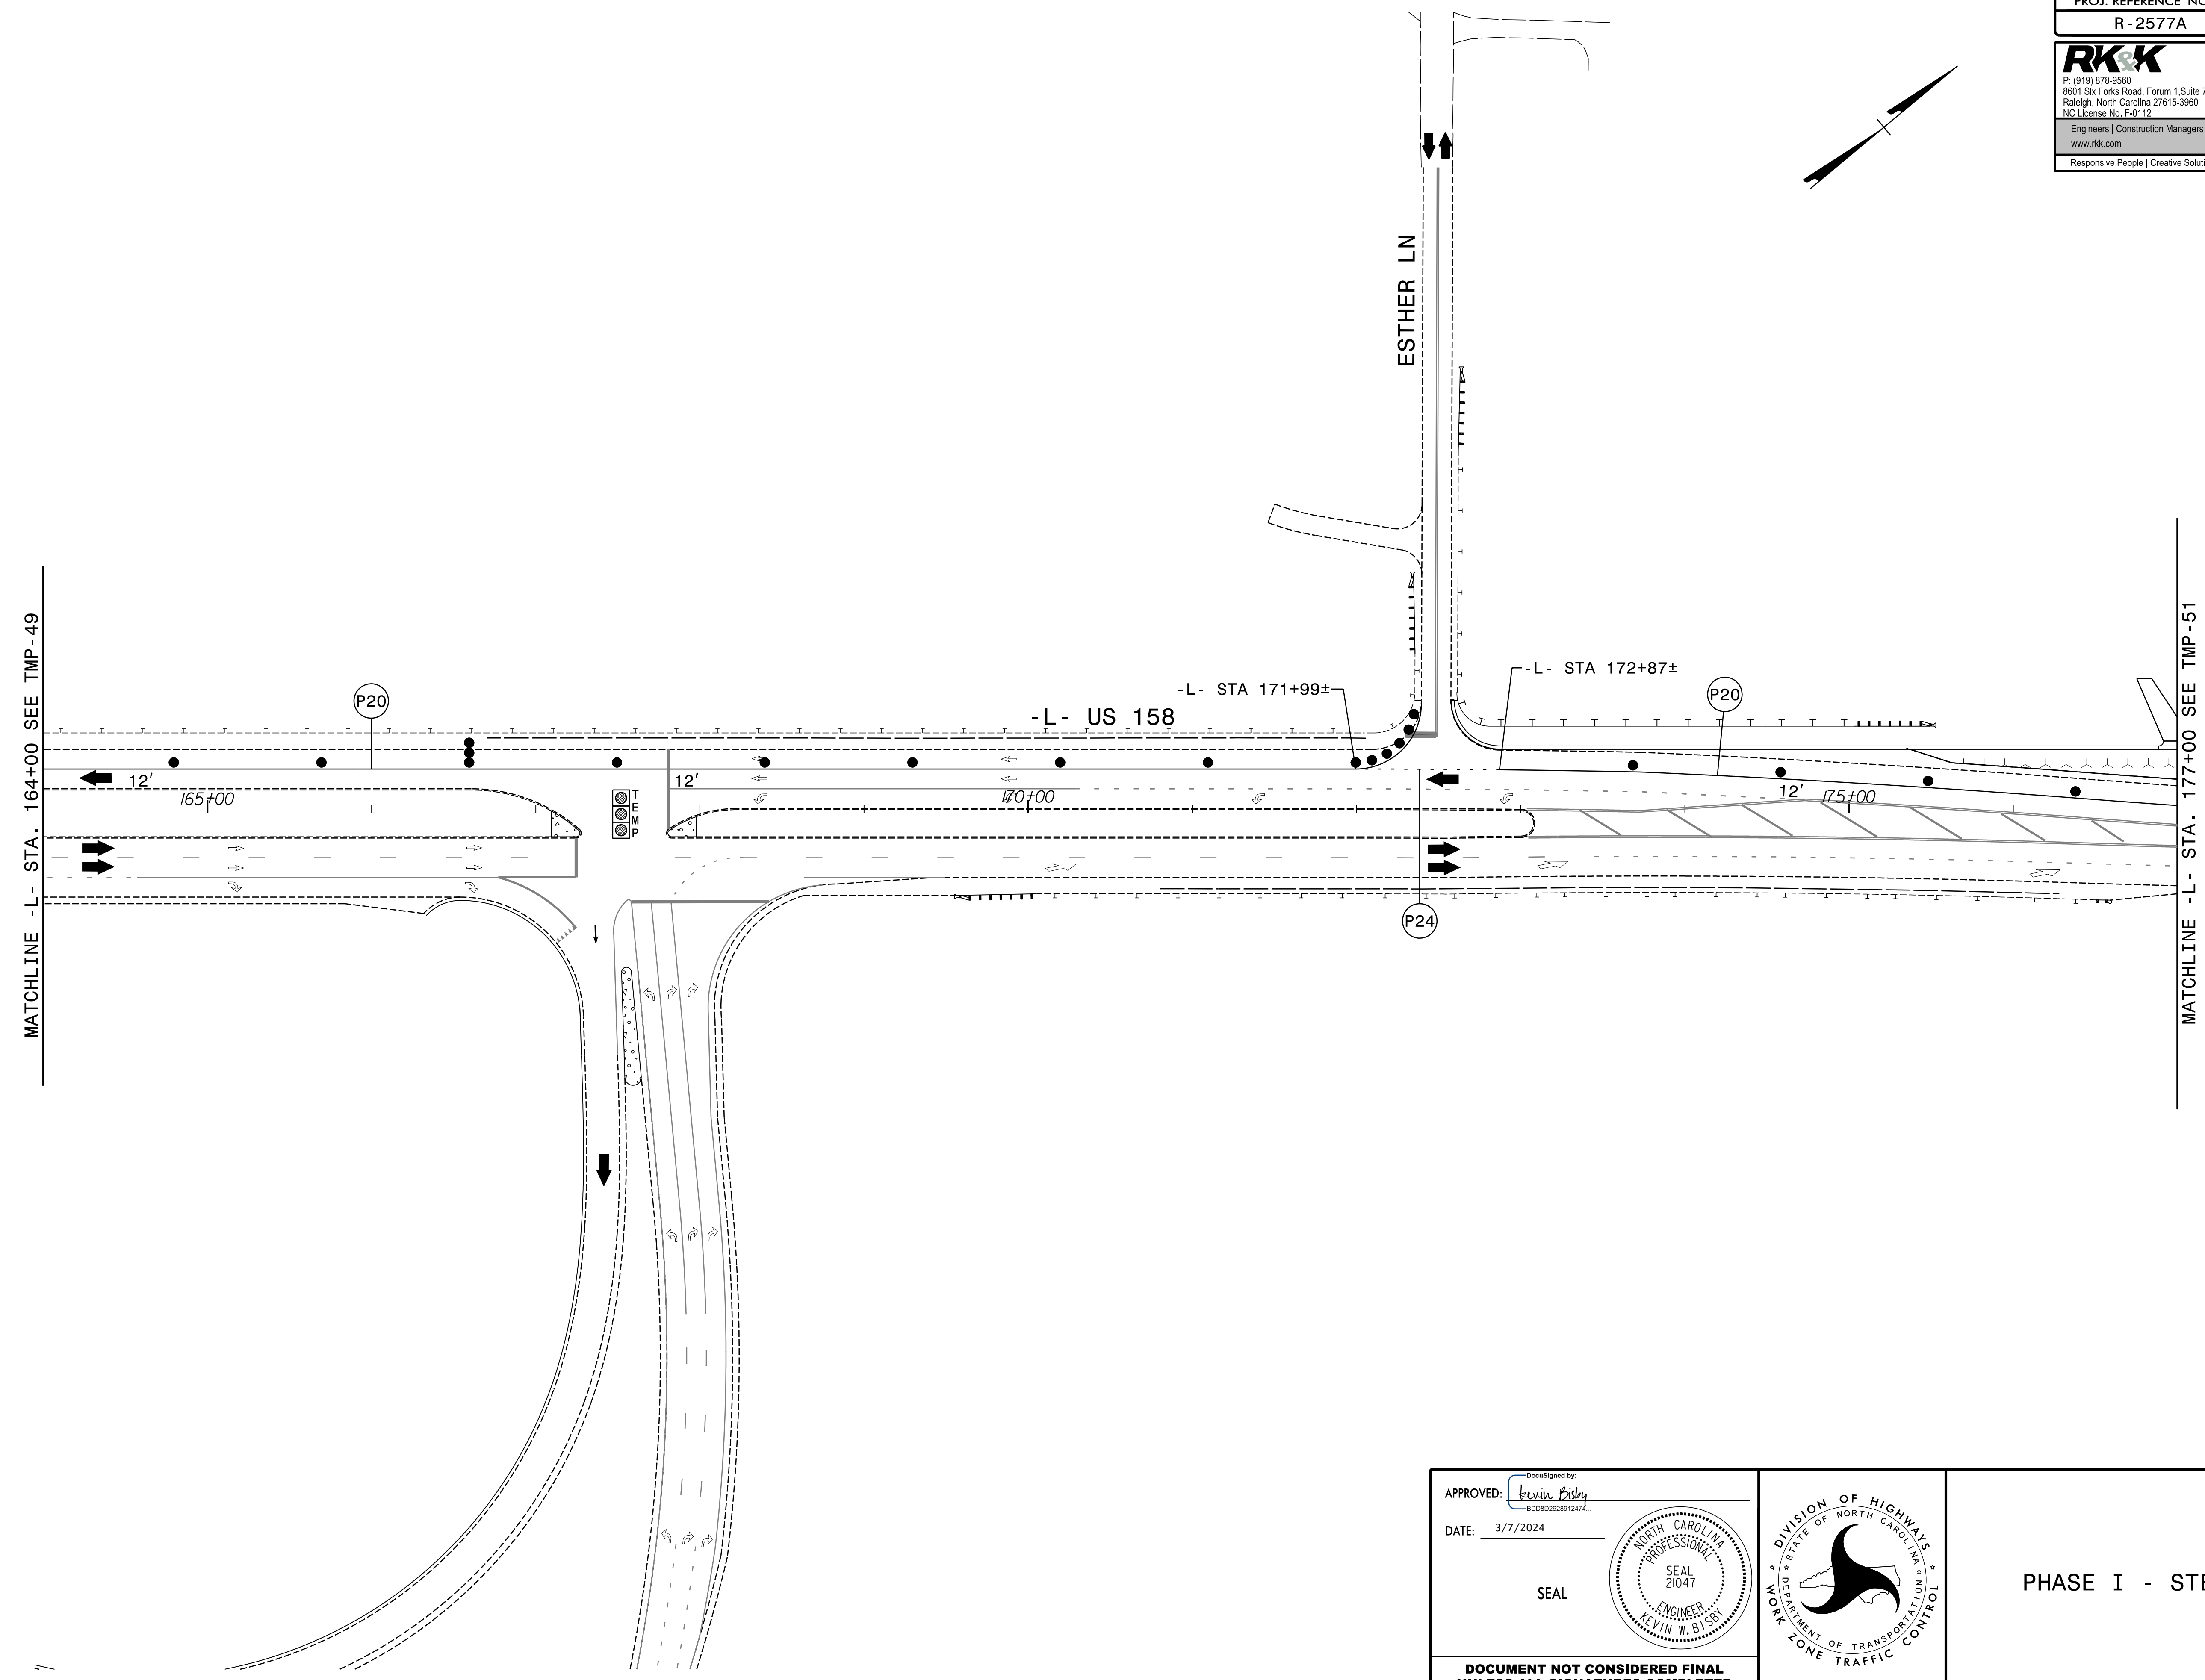 PROJ. REFERENCE NO
R-2577A
RK&K
P: (919) 878-9560
8601 Six Forks Road, Forum 1, Suite 7
Raleigh, North Carolina 27615-3960
NC License No. F-0112
Engineers | Construction Managers
www.rkk.com
Responsive People | Creative Soluti
ESTHER LN
MATCHLINE -L- STA. 164+00 SEE TMP-49
P20
-L- STA 171+99±
-L- US 158
-L- STA 172+87±
P20
MATCHLINE -L- STA. 177+00 SEE TMP-51
12'
165+00
TEMP
12'
170+00
12'
175+00
P24
APPROVED:
DocuSigned by:
Kevin Bisby
BDD8D2628912474...
DATE: 3/7/2024
SEAL
NORTH CAROLINA
PROFESSIONAL
SEAL
21047
ENGINEER
KEVIN W. BISBY
DIVISION OF HIGHWAYS
STATE OF NORTH CAROLINA
DEPARTMENT OF TRANSPORTATION
WORK ZONE TRAFFIC CONTROL
PHASE I - STE
DOCUMENT NOT CONSIDERED FINAL
UNLESS ALL SIGNATURES COMPLETED